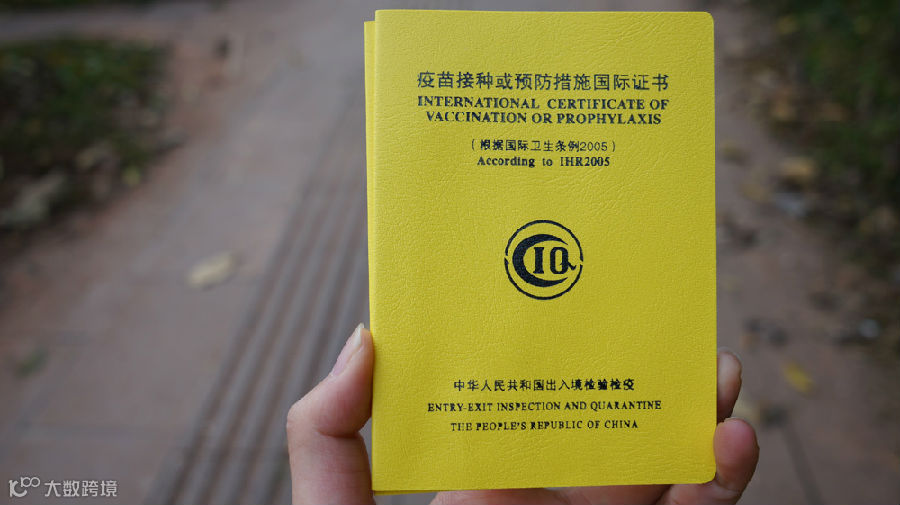 疫苗接种或预防措施国际证书
INTERNATIONAL CERTIFICATE OF
VACCINATION OR PROPHYLAXIS
（根据国际卫生条例2005）
According to IHR2005
CIQ
中华人民共和国出入境检验检疫
ENTRY-EXIT INSPECTION AND QUARANTINE
THE PEOPLE'S REPUBLIC OF CHINA
大数跨境